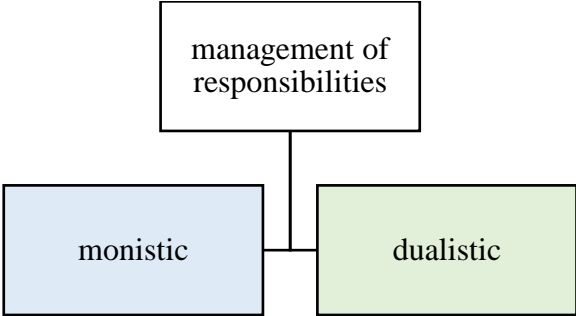 management of
responsibilities
monistic
dualistic